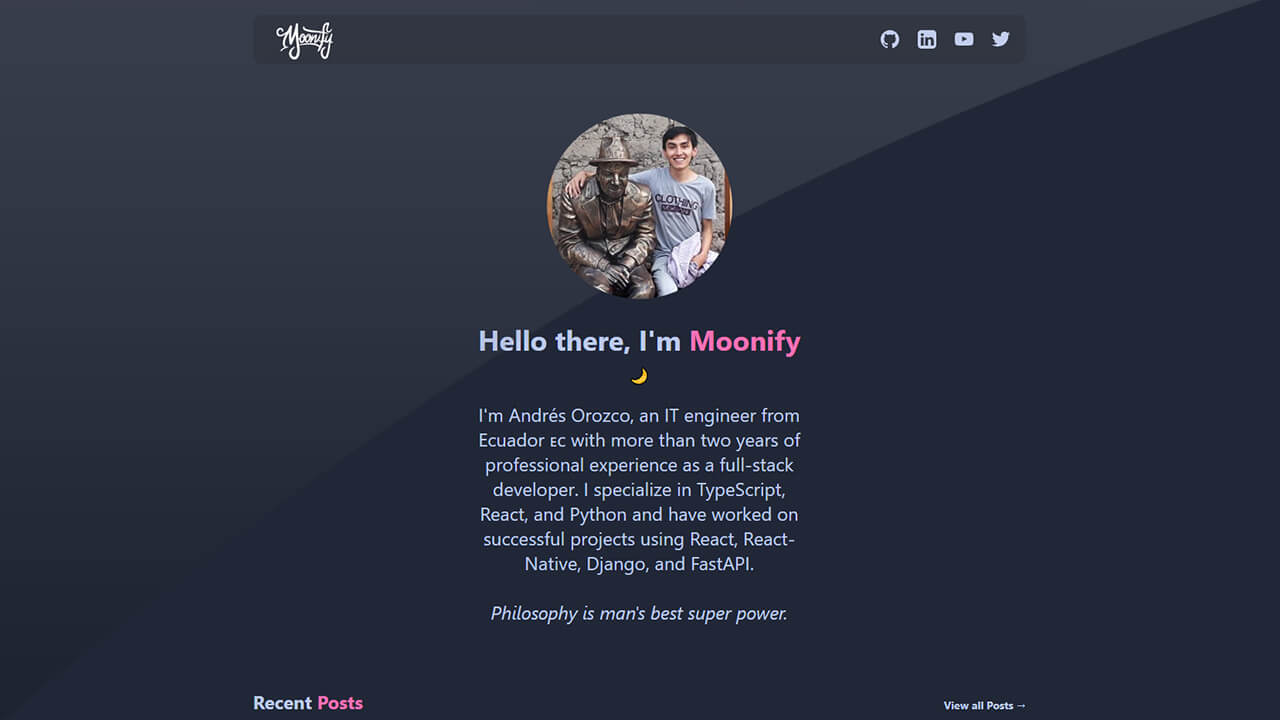 Moonify
CLOTHING
Hello there, I'm Moonify
🌙
I'm Andrés Orozco, an IT engineer from
Ecuador ᴇᴄ with more than two years of
professional experience as a full-stack
developer. I specialize in TypeScript,
React, and Python and have worked on
successful projects using React, React-
Native, Django, and FastAPI.
Philosophy is man's best super power.
Recent Posts
View all Posts →